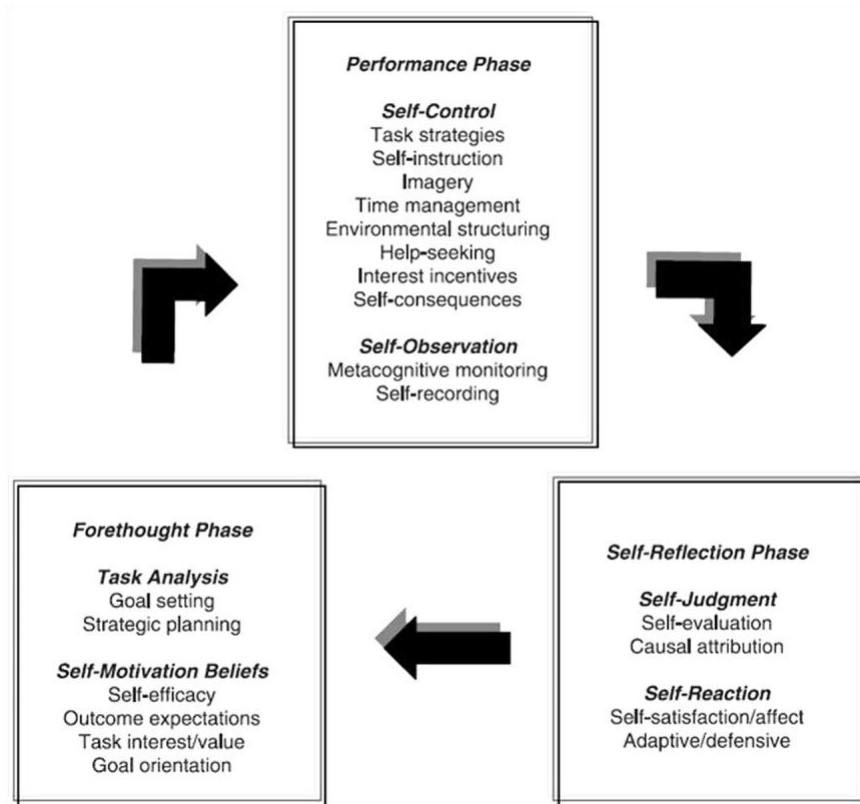 Performance Phase
Self-Control
Task strategies
Self-instruction
Imagery
Time management
Environmental structuring
Help-seeking
Interest incentives
Self-consequences
Self-Observation
Metacognitive monitoring
Self-recording
Forethought Phase
Task Analysis
Goal setting
Strategic planning
Self-Motivation Beliefs
Self-efficacy
Outcome expectations
Task interest/value
Goal orientation
Self-Reflection Phase
Self-Judgment
Self-evaluation
Causal attribution
Self-Reaction
Self-satisfaction/affect
Adaptive/defensive